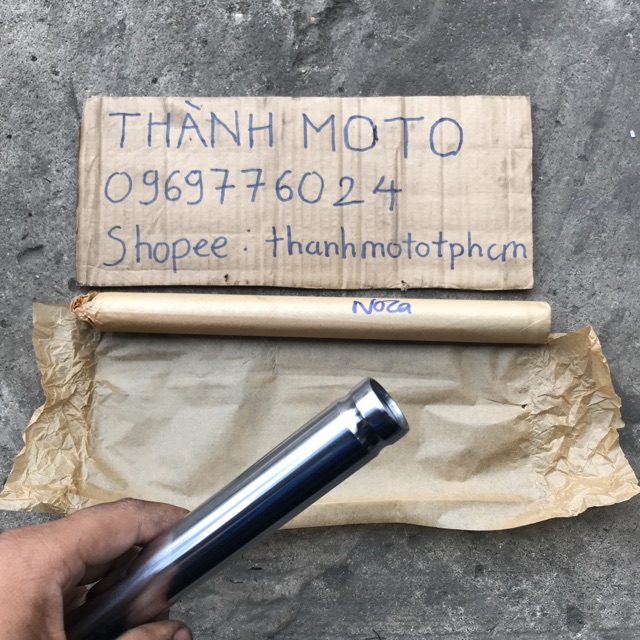 THÀNH MOTO
0969776024
Shopee: thanhmototphcm
Noza